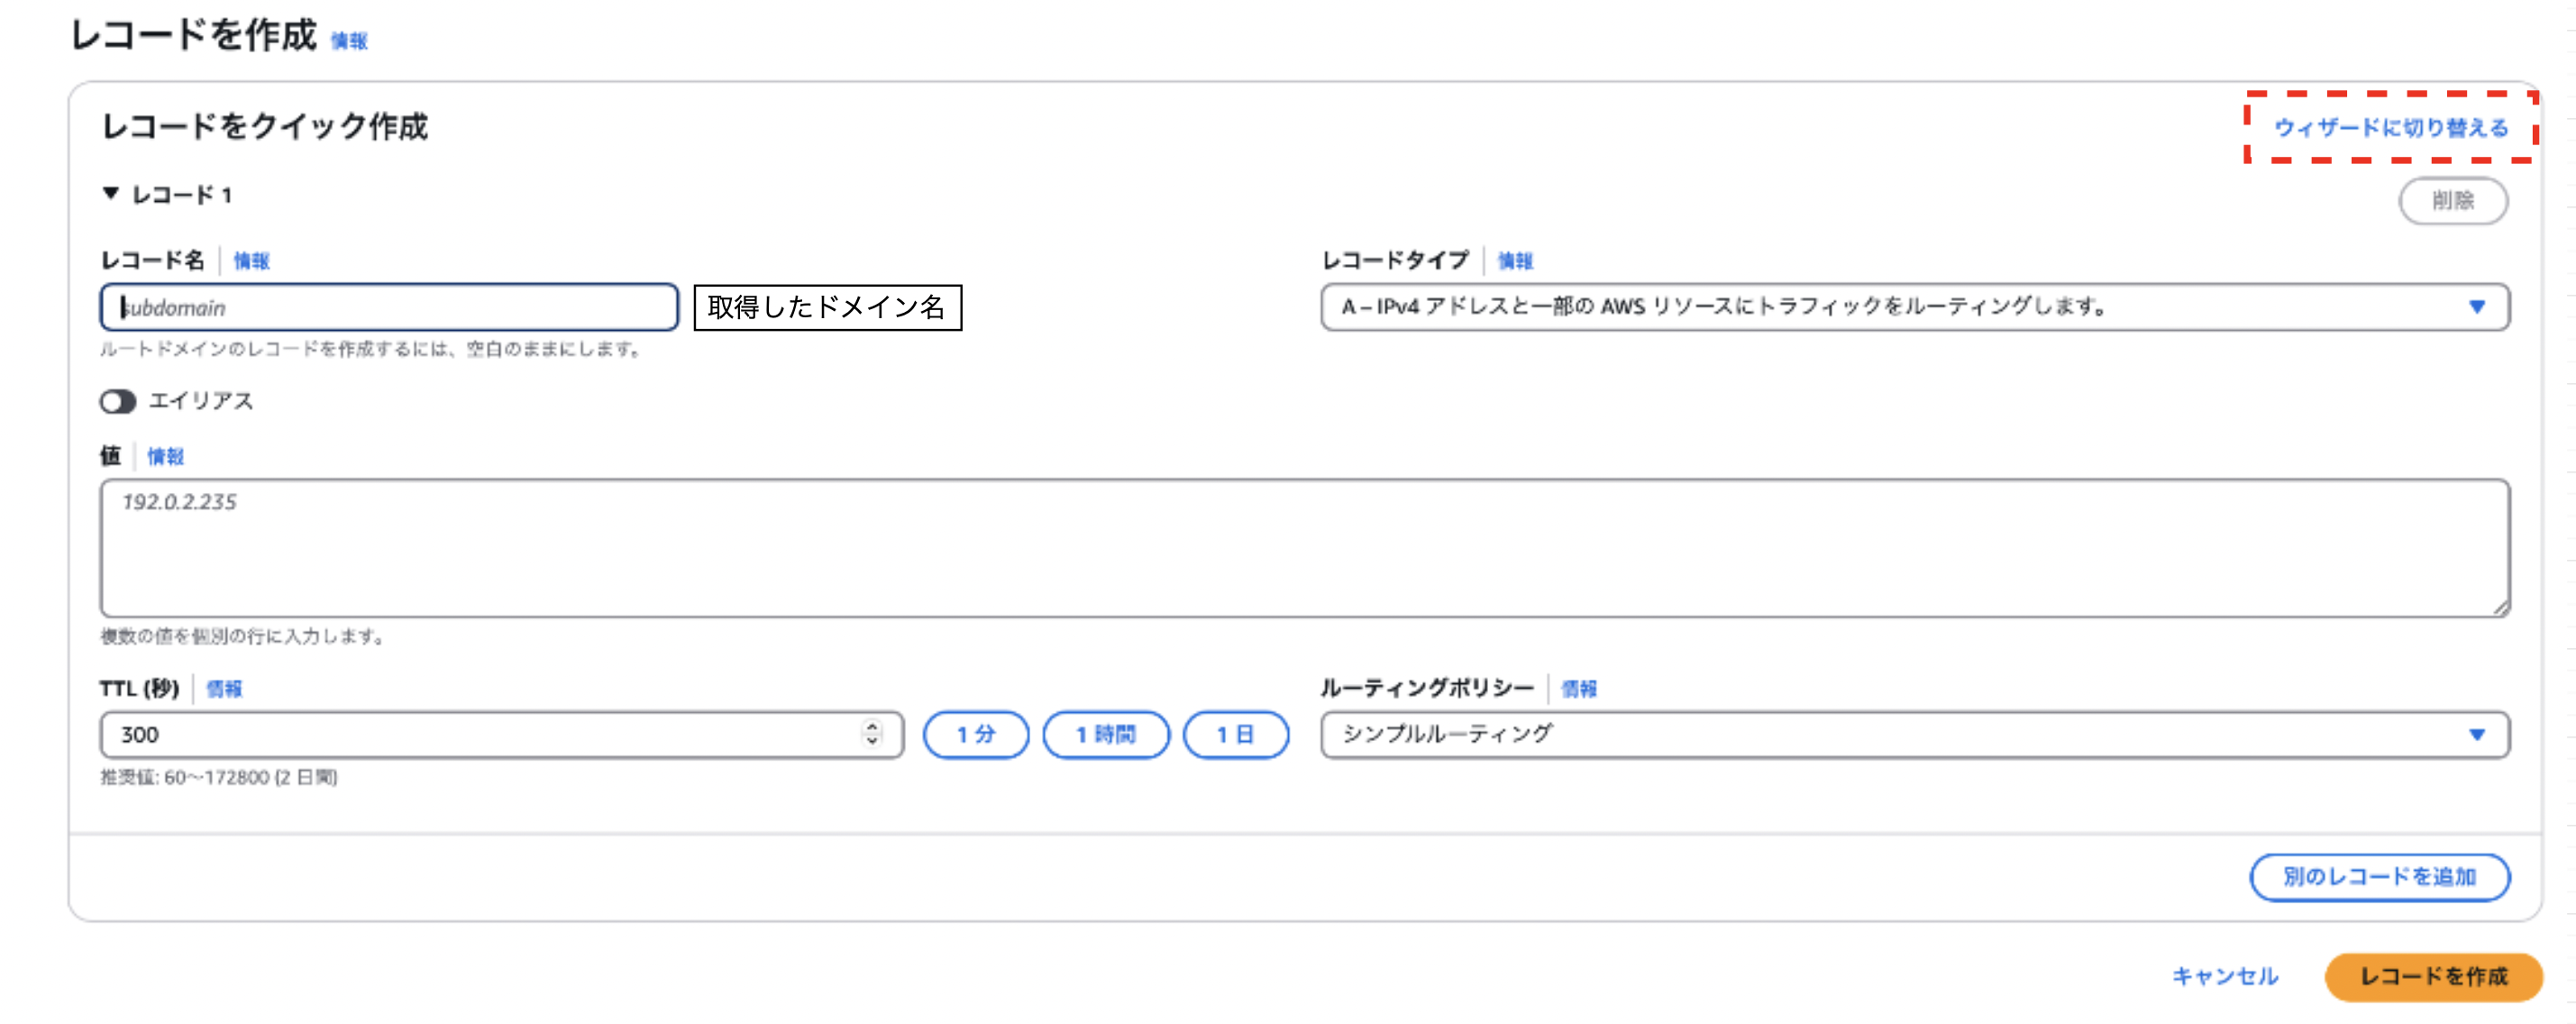 レコードを作成 情報
レコードをクイック作成
ウィザードに切り替える
▼ レコード 1
削除
レコード名 情報
レコードタイプ 情報
subdomain
取得したドメイン名
A – IPv4 アドレスと一部の AWS リソースにトラフィックをルーティングします。
ルートドメインのレコードを作成するには、空白のままにします。
エイリアス
値 情報
192.0.2.235
複数の値を個別の行に入力します。
TTL (秒) 情報
ルーティングポリシー 情報
300
1 分
1 時間
1 日
シンプルルーティング
推奨値: 60〜172800 (2 日間)
別のレコードを追加
キャンセル
レコードを作成